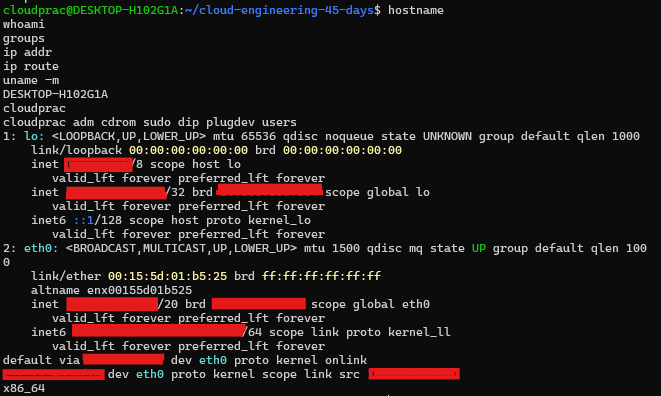 cloudprac@DESKTOP-H102G1A:~/cloud-engineering-45-days$ hostname
whoami
groups
ip addr
ip route
uname -m
DESKTOP-H102G1A
cloudprac
cloudprac adm cdrom sudo dip plugdev users
1: lo: <LOOPBACK,UP,LOWER_UP> mtu 65536 qdisc noqueue state UNKNOWN group default qlen 1000
link/loopback 00:00:00:00:00:00 brd 00:00:00:00:00:00
inet /8 scope host lo
valid_lft forever preferred_lft forever
inet /32 brd scope global lo
valid_lft forever preferred_lft forever
inet6 ::1/128 scope host proto kernel_lo
valid_lft forever preferred_lft forever
2: eth0: <BROADCAST,MULTICAST,UP,LOWER_UP> mtu 1500 qdisc mq state UP group default qlen 100
0
link/ether 00:15:5d:01:b5:25 brd ff:ff:ff:ff:ff:ff
altname enx00155d01b525
inet /20 brd scope global eth0
valid_lft forever preferred_lft forever
inet6 /64 scope link proto kernel_ll
valid_lft forever preferred_lft forever
default via dev eth0 proto kernel onlink
dev eth0 proto kernel scope link src
x86_64